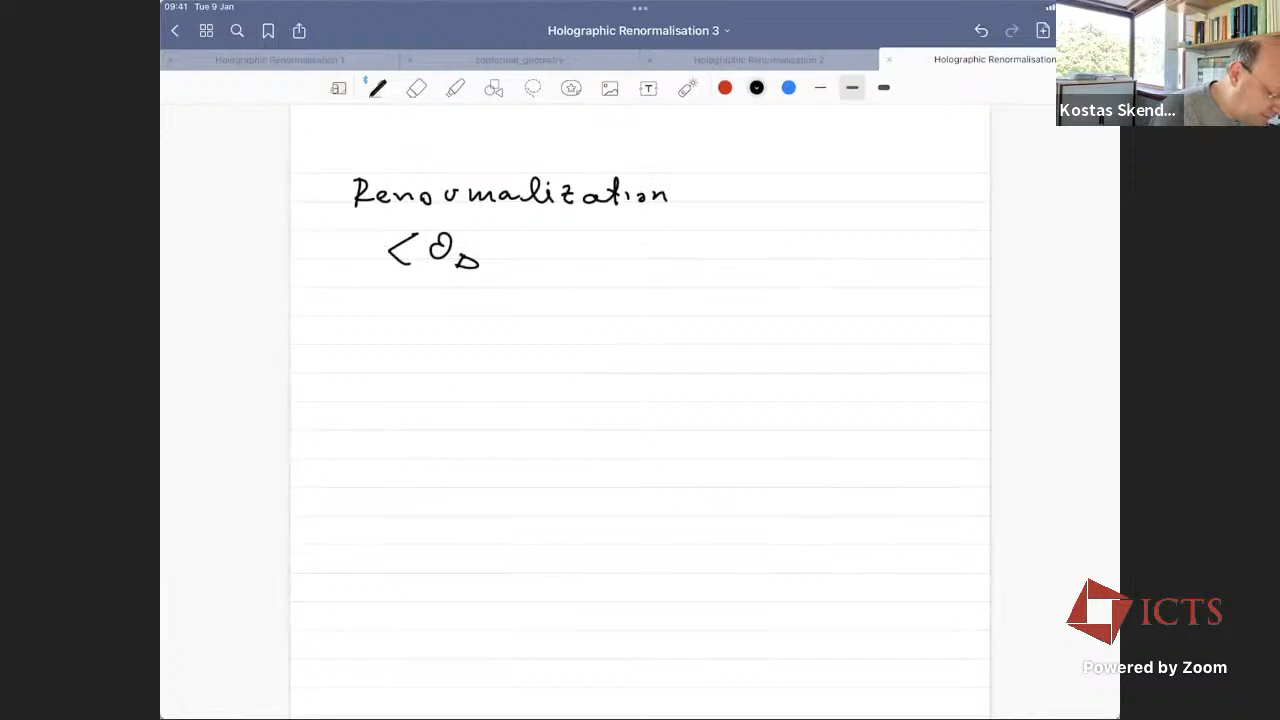 09:41 Tue 9 Jan
Holographic Renormalisation 3
Holographic Renormalisation 1
conformal_geometry
Holographic Renormalisation 2
Holographic Renormalisation
T
Kostas Skend...
Renormalization
< O_Δ
ICTS
Powered by Zoom